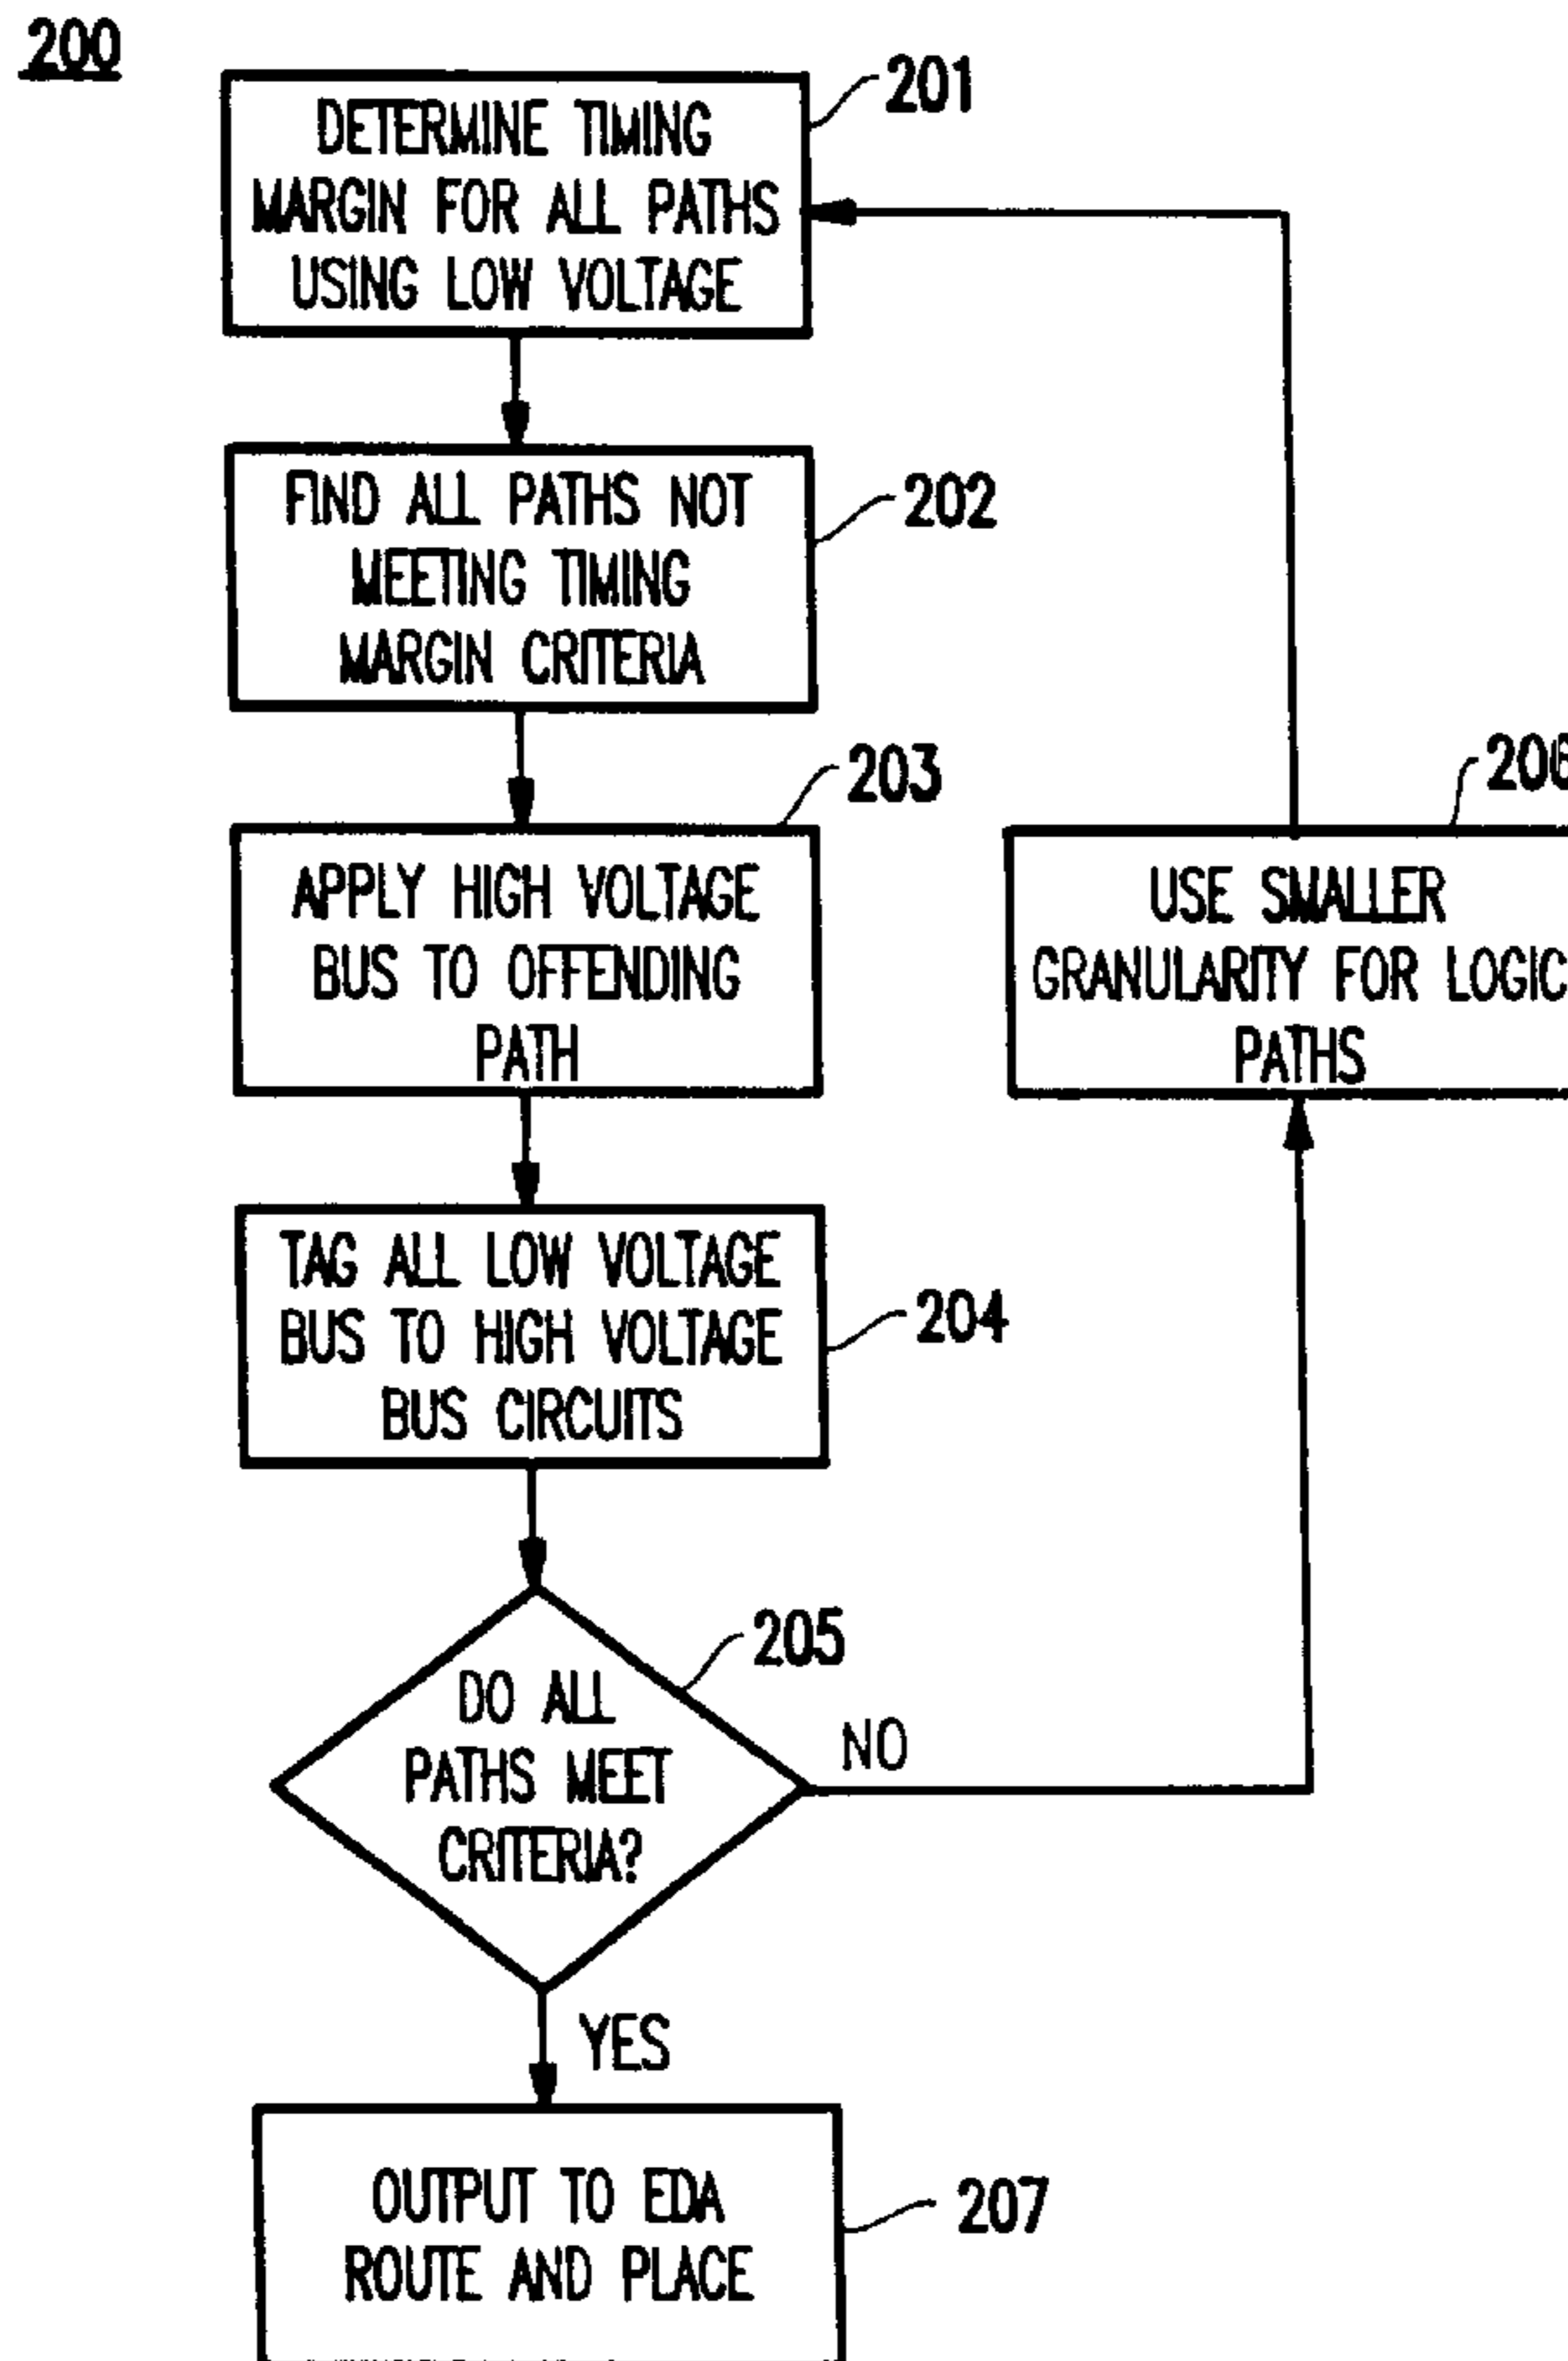 200
201
DETERMINE TIMING
MARGIN FOR ALL PATHS
USING LOW VOLTAGE
202
FIND ALL PATHS NOT
MEETING TIMING
MARGIN CRITERIA
203
APPLY HIGH VOLTAGE
BUS TO OFFENDING
PATH
206
USE SMALLER
GRANULARITY FOR LOGIC
PATHS
204
TAG ALL LOW VOLTAGE
BUS TO HIGH VOLTAGE
BUS CIRCUITS
205
DO ALL
PATHS MEET
CRITERIA?
NO
YES
207
OUTPUT TO EDA
ROUTE AND PLACE